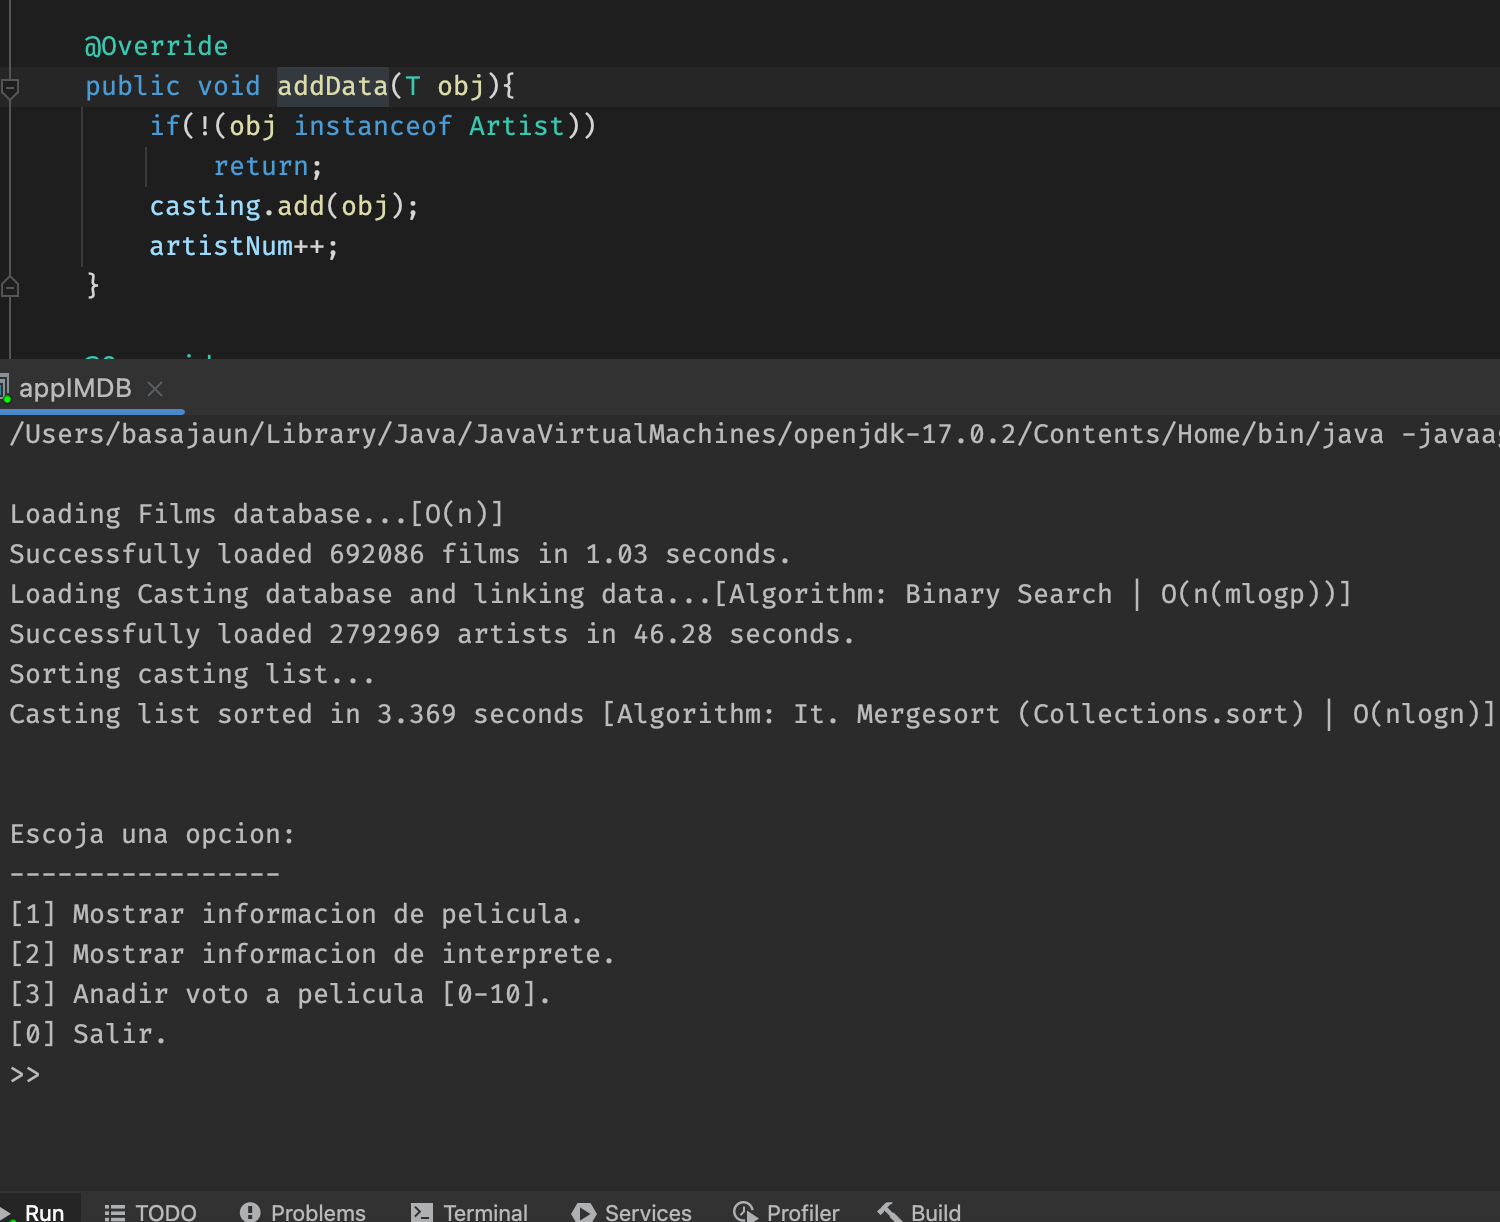 @Override
public void addData(T obj){
if(!(obj instanceof Artist))
return;
casting.add(obj);
artistNum++;
}
appIMDB
/Users/basajaun/Library/Java/JavaVirtualMachines/openjdk-17.0.2/Contents/Home/bin/java -javaag
Loading Films database...[O(n)]
Successfully loaded 692086 films in 1.03 seconds.
Loading Casting database and linking data...[Algorithm: Binary Search | O(n(mlogp))]
Successfully loaded 2792969 artists in 46.28 seconds.
Sorting casting list...
Casting list sorted in 3.369 seconds [Algorithm: It. Mergesort (Collections.sort) | O(nlogn)]
Escoja una opcion:
-----------------
[1] Mostrar informacion de pelicula.
[2] Mostrar informacion de interprete.
[3] Anadir voto a pelicula [0-10].
[0] Salir.
>>
Run TODO Problems Terminal Services Profiler Build